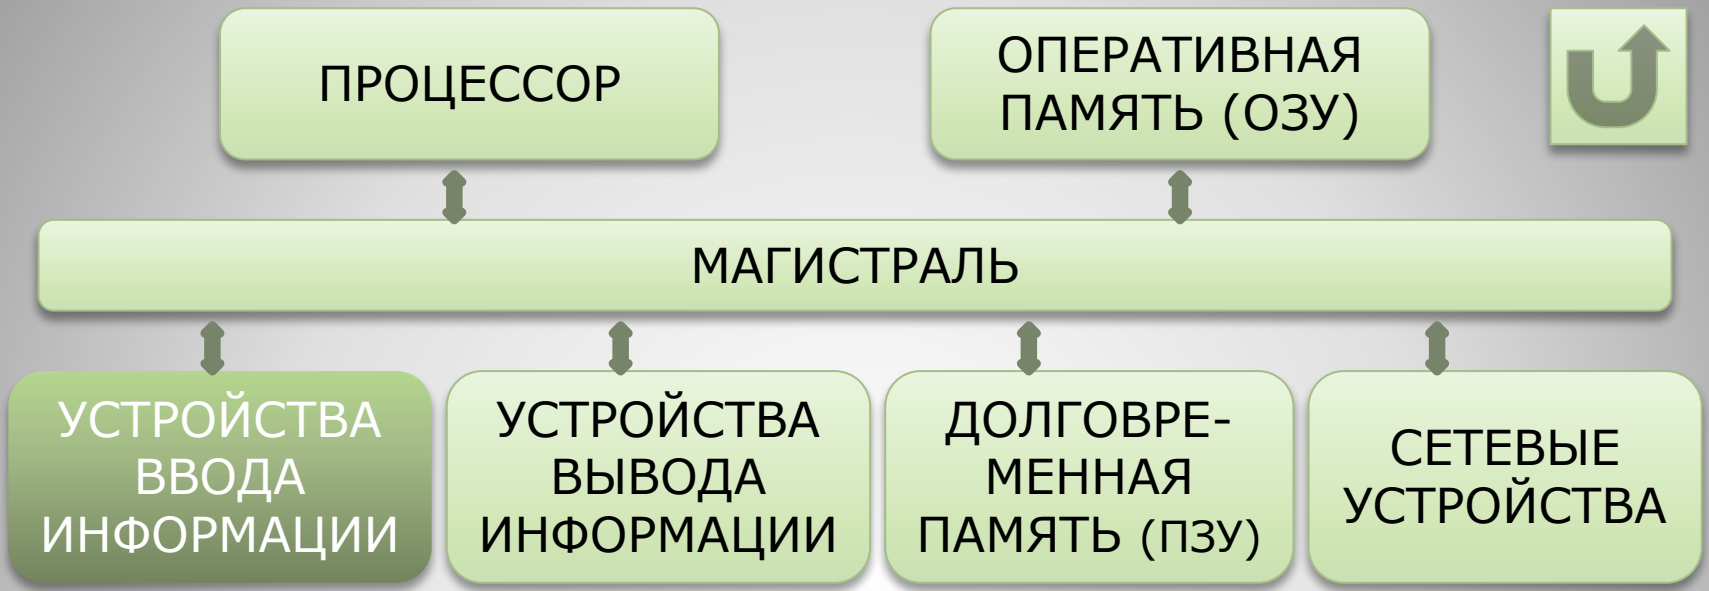 ПРОЦЕССОР
ОПЕРАТИВНАЯ
ПАМЯТЬ (ОЗУ)
МАГИСТРАЛЬ
УСТРОЙСТВА
ВВОДА
ИНФОРМАЦИИ
УСТРОЙСТВА
ВЫВОДА
ИНФОРМАЦИИ
ДОЛГОВРЕ-
МЕННАЯ
ПАМЯТЬ (ПЗУ)
СЕТЕВЫЕ
УСТРОЙСТВА